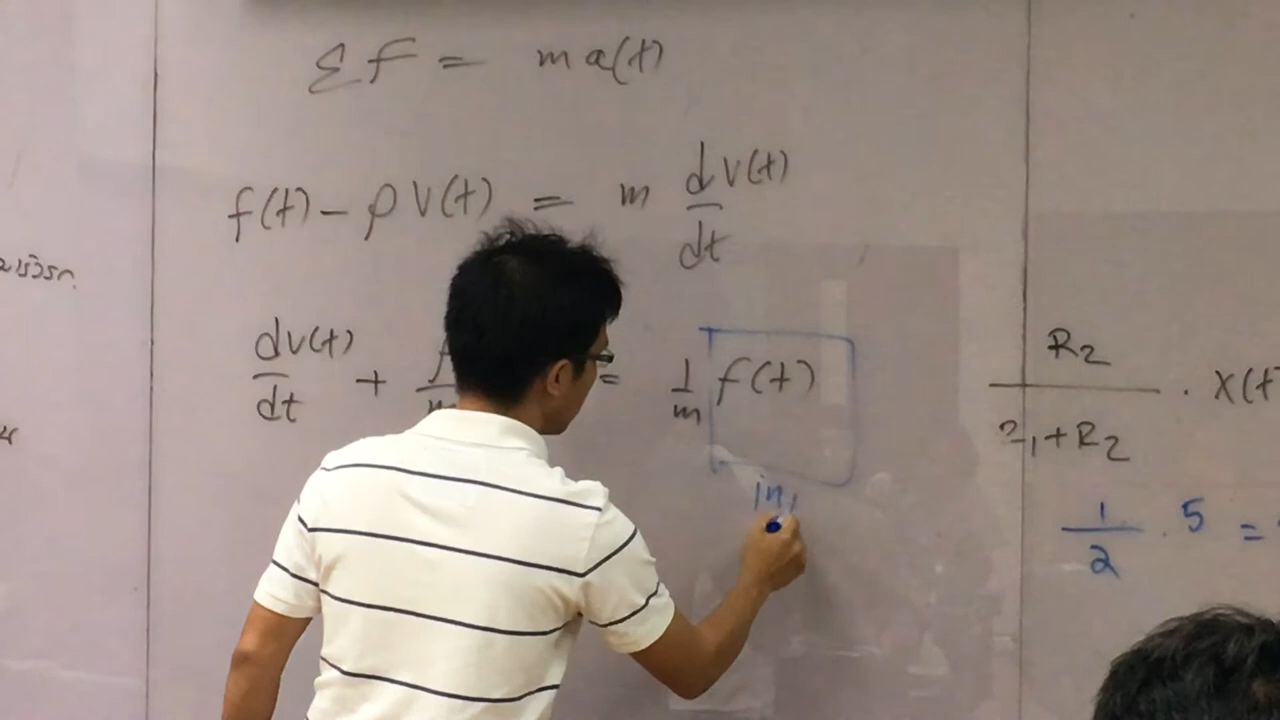 Σf = ma(t)
f(t) - ρV(t) = m dV(t)/dt
dv(t)/dt + = 1/m f(t)
in
R2
. X(t
+R2
1/2 . 5 =